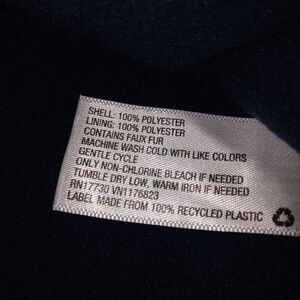 SHELL: 100% POLYESTER
LINING: 100% POLYESTER
CONTAINS FAUX FUR
MACHINE WASH COLD WITH LIKE COLORS
GENTLE CYCLE
ONLY NON-CHLORINE BLEACH IF NEEDED
TUMBLE DRY LOW, WARM IRON IF NEEDED
RN17730 VN1176823
LABEL MADE FROM 100% RECYCLED PLASTIC